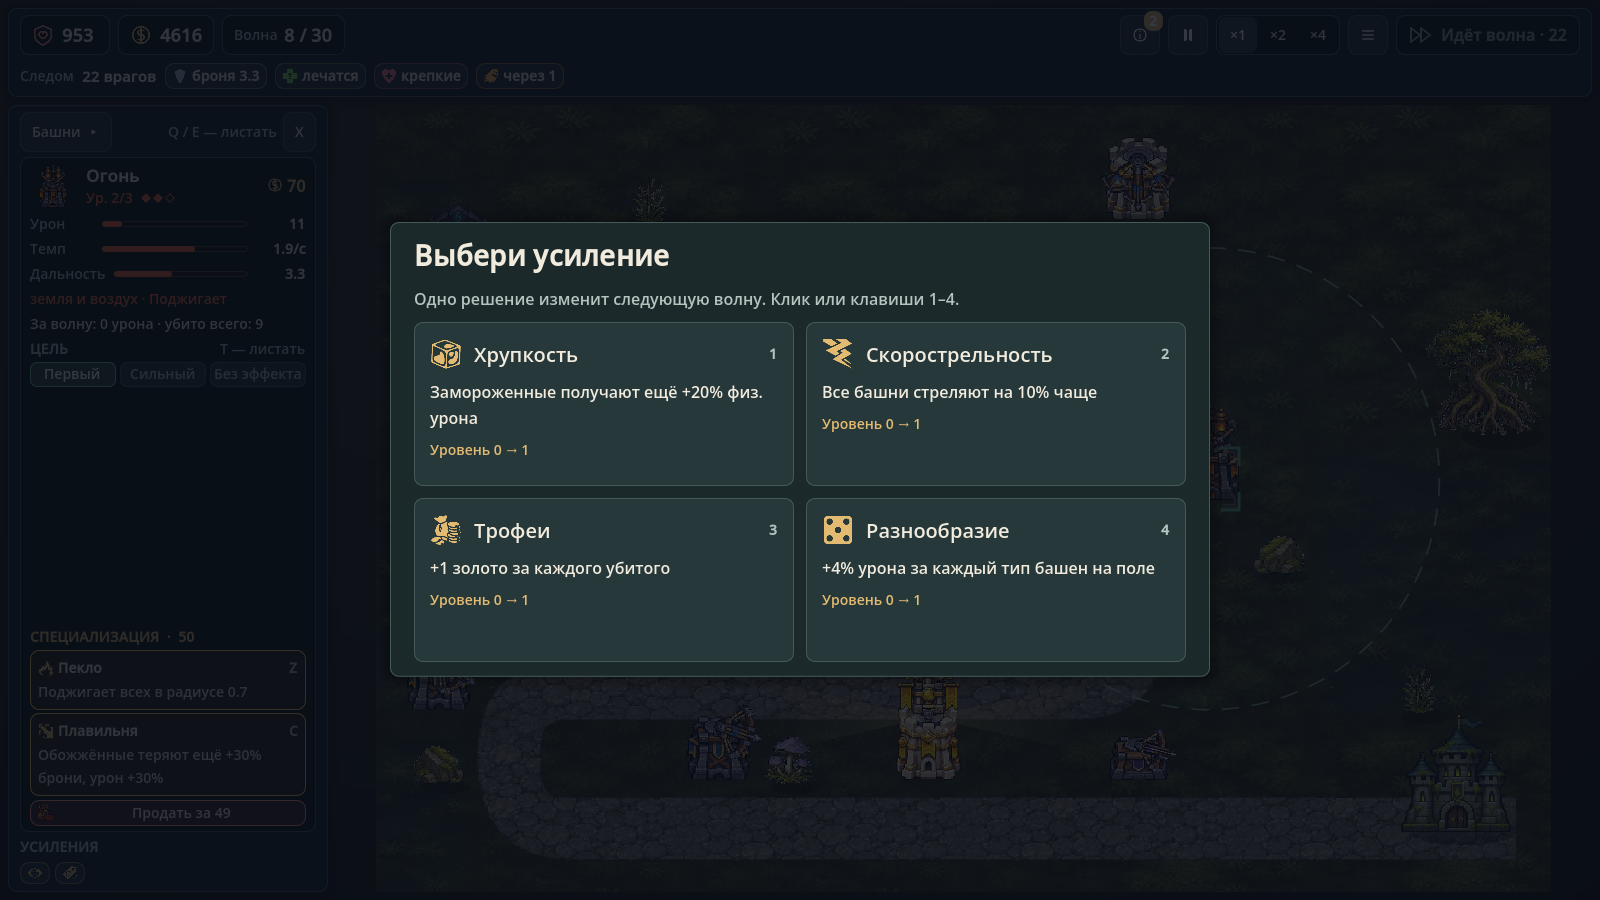 953
4616
Волна 8 / 30
2
×1
×2
×4
Идёт волна · 22
Следом 22 врагов
броня 3.3
лечатся
крепкие
через 1
Башни
Q / E — листать
X
Огонь
70
Ур. 2/3
Урон 11
Темп 1.9/с
Дальность 3.3
земля и воздух · Поджигает
За волну: 0 урона · убито всего: 9
ЦЕЛЬ
T — листать
Первый
Сильный
Без эффекта
СПЕЦИАЛИЗАЦИЯ · 50
Пекло Z
Поджигает всех в радиусе 0.7
Плавильня C
Обожжённые теряют ещё +30%
брони, урон +30%
Продать за 49
УСИЛЕНИЯ
Выбери усиление
Одно решение изменит следующую волну. Клик или клавиши 1–4.
Хрупкость 1
Замороженные получают ещё +20% физ.
урона
Уровень 0 → 1
Скорострельность 2
Все башни стреляют на 10% чаще
Уровень 0 → 1
Трофеи 3
+1 золото за каждого убитого
Уровень 0 → 1
Разнообразие 4
+4% урона за каждый тип башен на поле
Уровень 0 → 1